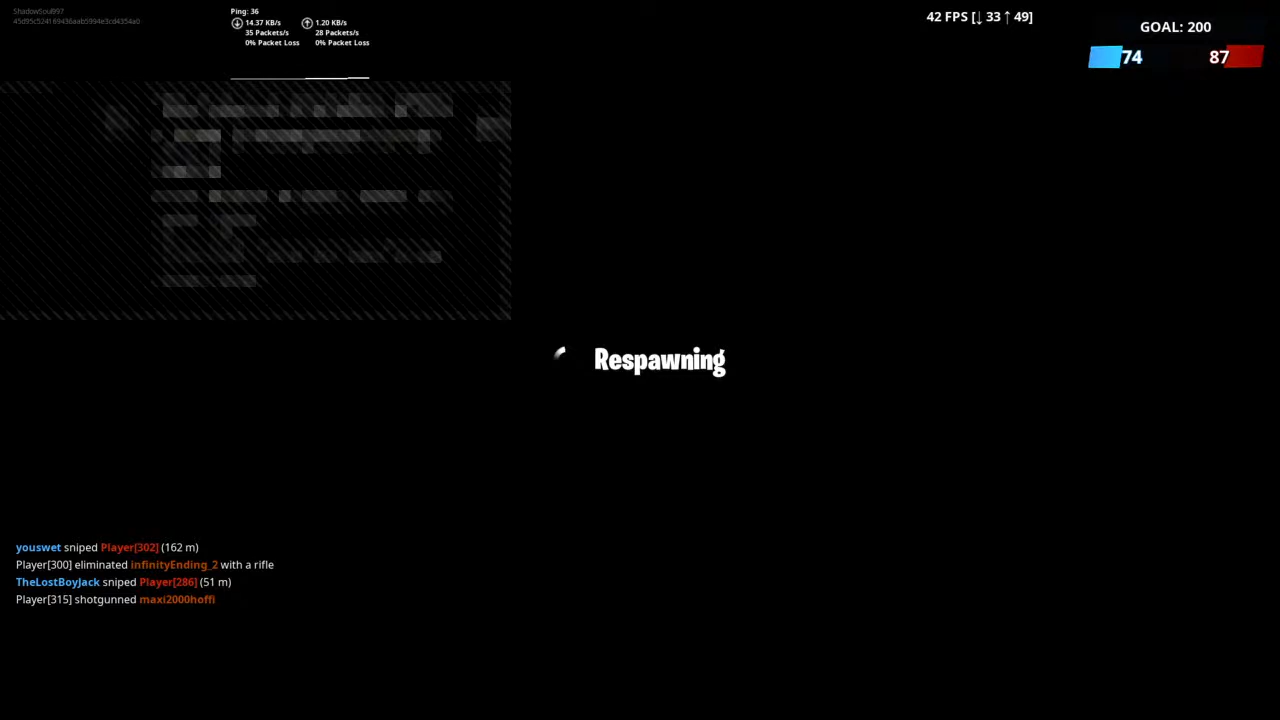 ShadowSoul997
Ping: 36
14.37 KB/s 1.20 KB/s
35 Packets/s 28 Packets/s
0% Packet Loss 0% Packet Loss
42 FPS [↓ 33 ↑ 49]
GOAL: 200
74 87
Respawning
youswet sniped Player[302] (162 m)
Player[300] eliminated infinityEnding_2 with a rifle
TheLostBoyJack sniped Player[286] (51 m)
Player[315] shotgunned maxi2000hoffi